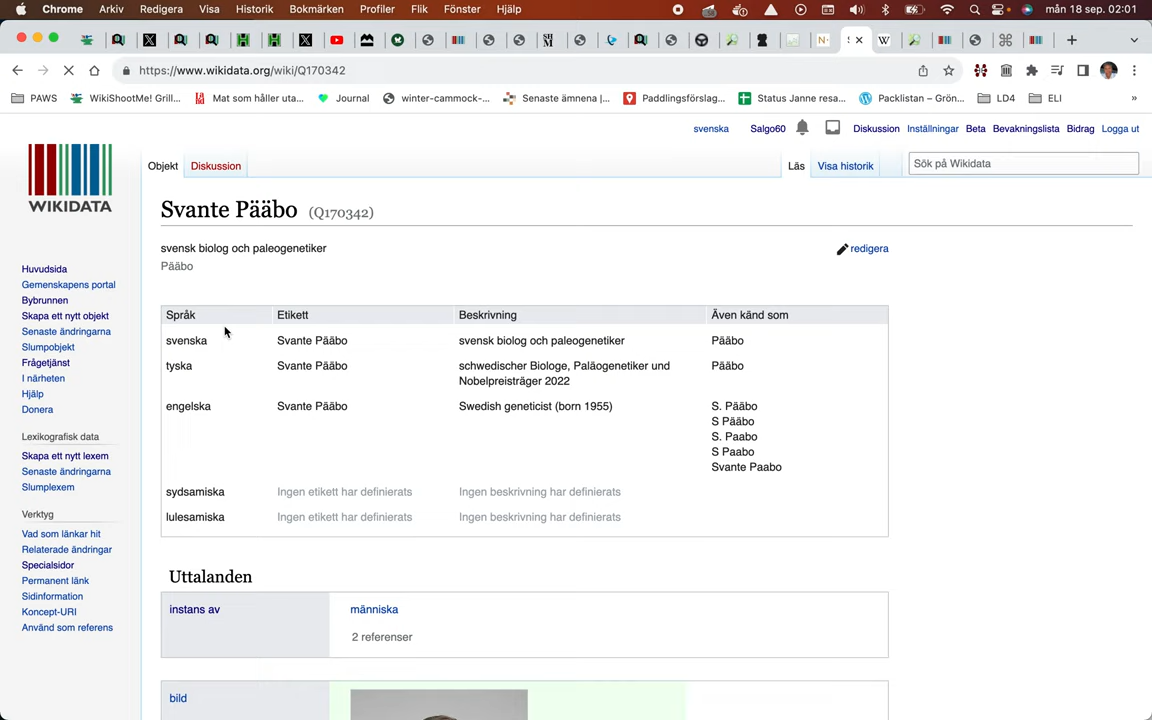 Chrome Arkiv Redigera Visa Historik Bokmärken Profiler Flik Fönster Hjälp mån 18 sep. 02:01
https://www.wikidata.org/wiki/Q170342
PAWS WikiShootMe! Grill... Mat som håller uta... Journal winter-cammock-... Senaste ämnena |... Paddlingsförslag... Status Janne resa... Packlistan – Grön... LD4 ELI »
svenska Salgo60 Diskussion Inställningar Beta Bevakningslista Bidrag Logga ut
WIKIDATA
Objekt Diskussion Läs Visa historik Sök på Wikidata
Svante Pääbo (Q170342)
svensk biolog och paleogenetiker redigera
Pääbo
Språk Etikett Beskrivning Även känd som
svenska Svante Pääbo svensk biolog och paleogenetiker Pääbo
tyska Svante Pääbo schwedischer Biologe, Paläogenetiker und Pääbo
Nobelpreisträger 2022
engelska Svante Pääbo Swedish geneticist (born 1955) S. Pääbo
S Pääbo
S. Paabo
S Paabo
Svante Paabo
sydsamiska Ingen etikett har definierats Ingen beskrivning har definierats
lulesamiska Ingen etikett har definierats Ingen beskrivning har definierats
Uttalanden
instans av människa
2 referenser
bild
Huvudsida
Gemenskapens portal
Bybrunnen
Skapa ett nytt objekt
Senaste ändringarna
Slumpobjekt
Frågetjänst
I närheten
Hjälp
Donera
Lexikografisk data
Skapa ett nytt lexem
Senaste ändringarna
Slumplexem
Verktyg
Vad som länkar hit
Relaterade ändringar
Specialsidor
Permanent länk
Sidinformation
Koncept-URI
Använd som referens